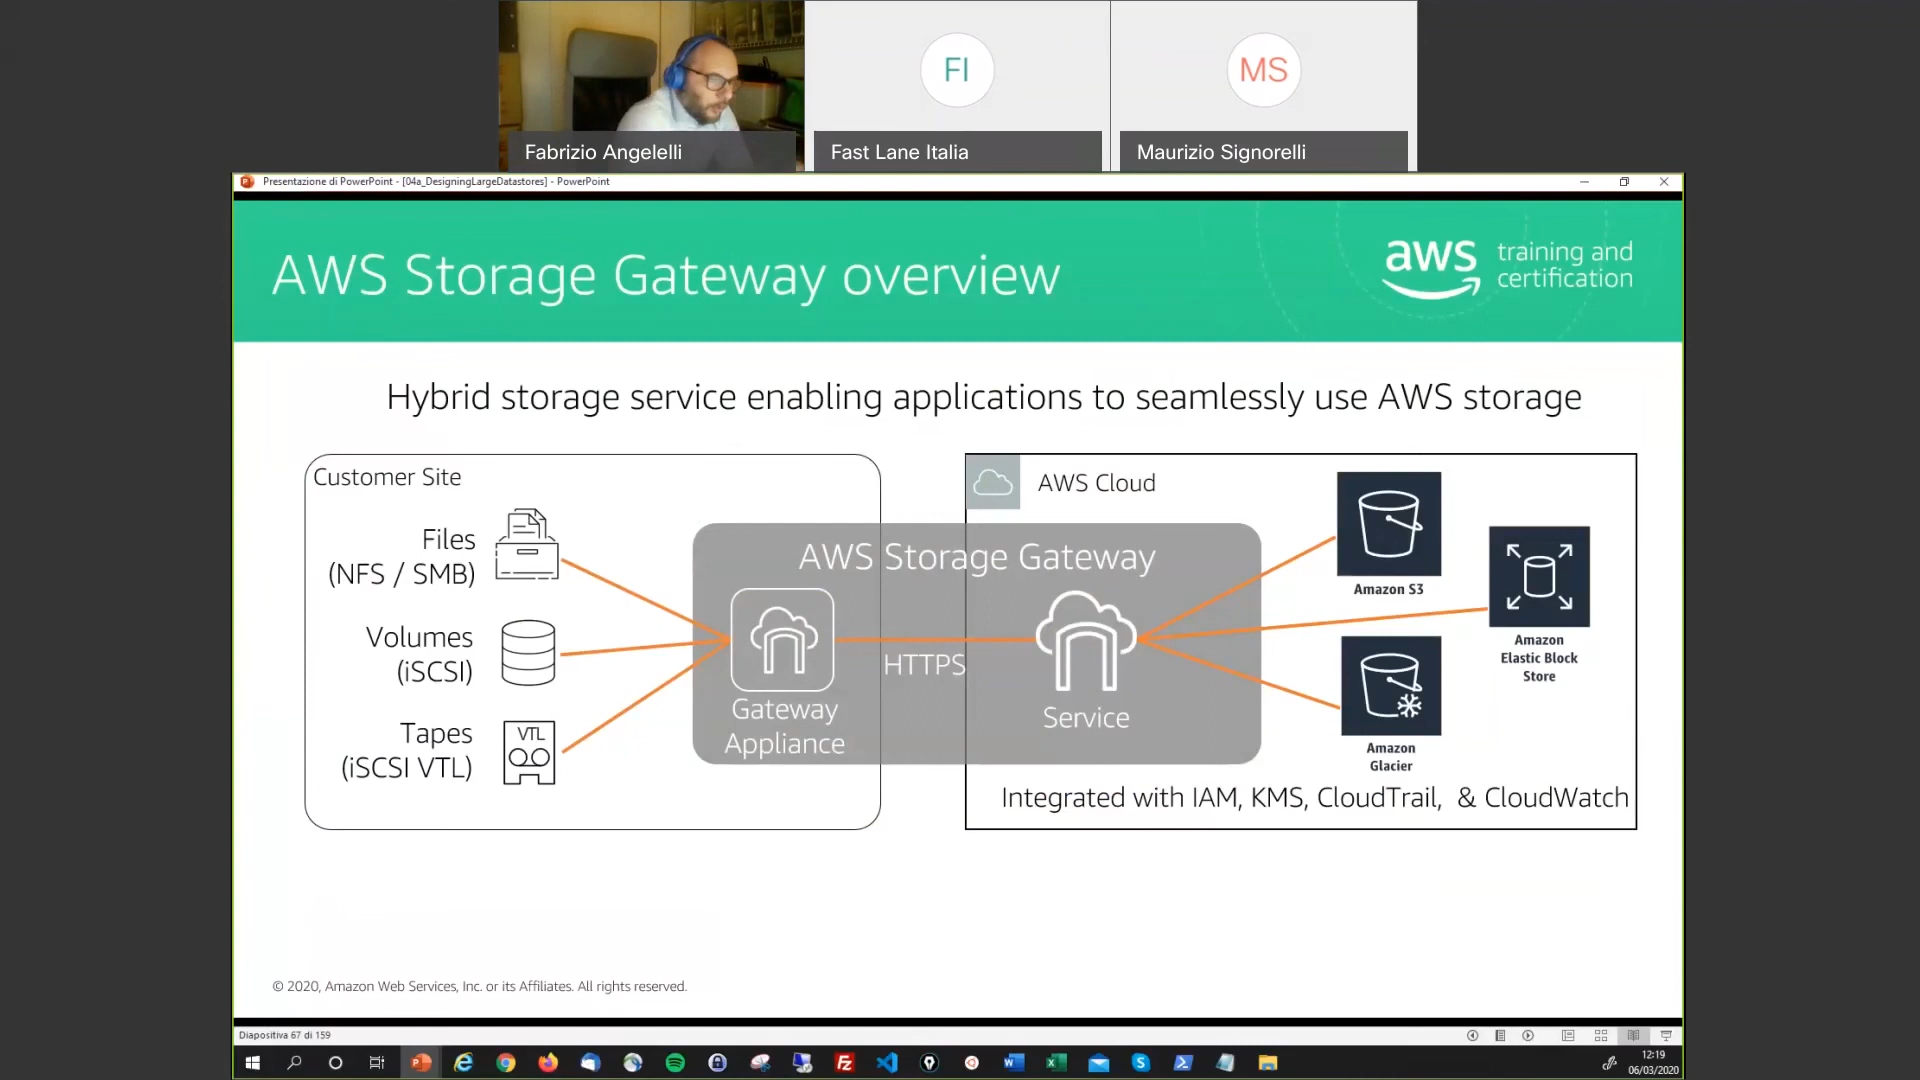 FI
MS
Fabrizio Angelelli
Fast Lane Italia
Maurizio Signorelli
Presentazione di PowerPoint - [04a_DesigningLargeDatastores] - PowerPoint
AWS Storage Gateway overview
aws training and
certification
Hybrid storage service enabling applications to seamlessly use AWS storage
Customer Site
Files
(NFS / SMB)
Volumes
(iSCSI)
Tapes
(iSCSI VTL)
VTL
AWS Storage Gateway
Gateway
Appliance
HTTPS
Service
AWS Cloud
Amazon S3
Amazon
Elastic Block
Store
Amazon
Glacier
Integrated with IAM, KMS, CloudTrail, & CloudWatch
© 2020, Amazon Web Services, Inc. or its Affiliates. All rights reserved.
Diapositiva 67 di 159
12:19
06/03/2020